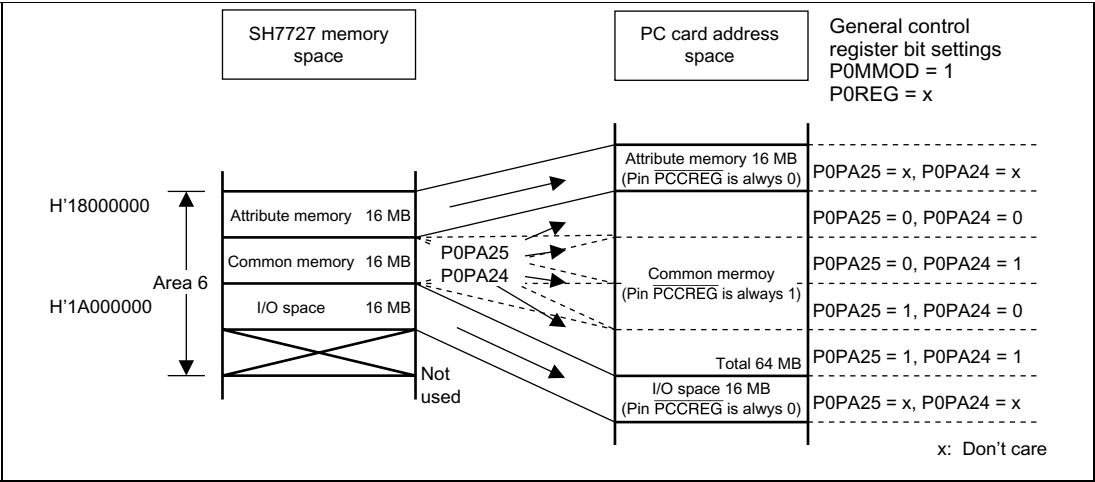 SH7727 memory
space
PC card address
space
General control
register bit settings
P0MMOD = 1
P0REG = x
H'18000000
Area 6
H'1A000000
Attribute memory 16 MB
Common memory 16 MB
I/O space 16 MB
Not
used
P0PA25
P0PA24
Attribute memory 16 MB
(Pin PCCREG is alwys 0)
Common mermoy
(Pin PCCREG is always 1)
Total 64 MB
I/O space 16 MB
(Pin PCCREG is alwys 0)
P0PA25 = x, P0PA24 = x
P0PA25 = 0, P0PA24 = 0
P0PA25 = 0, P0PA24 = 1
P0PA25 = 1, P0PA24 = 0
P0PA25 = 1, P0PA24 = 1
P0PA25 = x, P0PA24 = x
x: Don't care